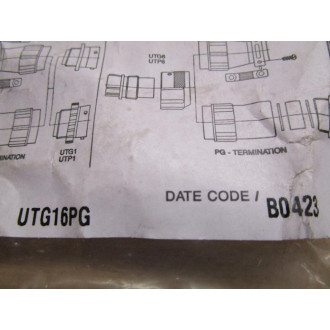 UTG6
UTP6
UTG1
UTP1
PG - TERMINATION
DATE CODE /
B0423
UTG16PG